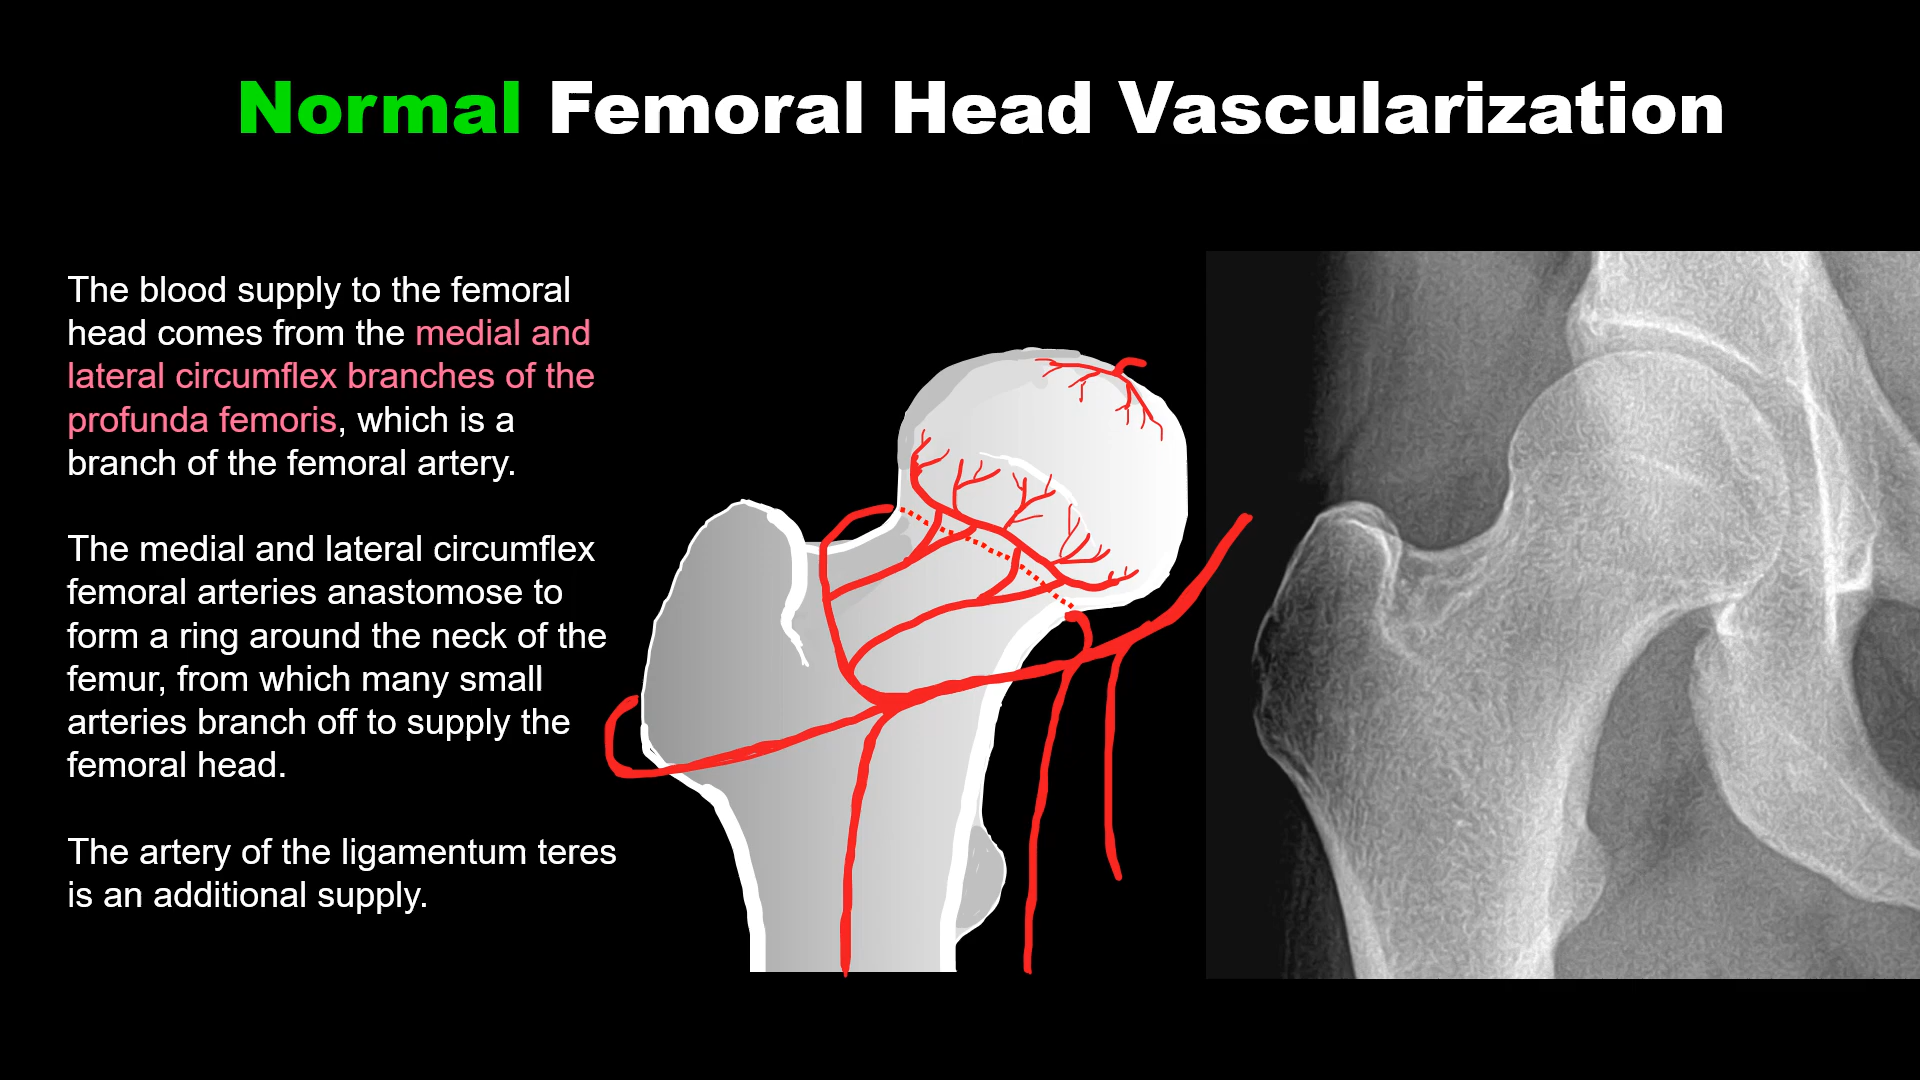 Normal Femoral Head Vascularization
The blood supply to the femoral
head comes from the medial and
lateral circumflex branches of the
profunda femoris, which is a
branch of the femoral artery.
The medial and lateral circumflex
femoral arteries anastomose to
form a ring around the neck of the
femur, from which many small
arteries branch off to supply the
femoral head.
The artery of the ligamentum teres
is an additional supply.